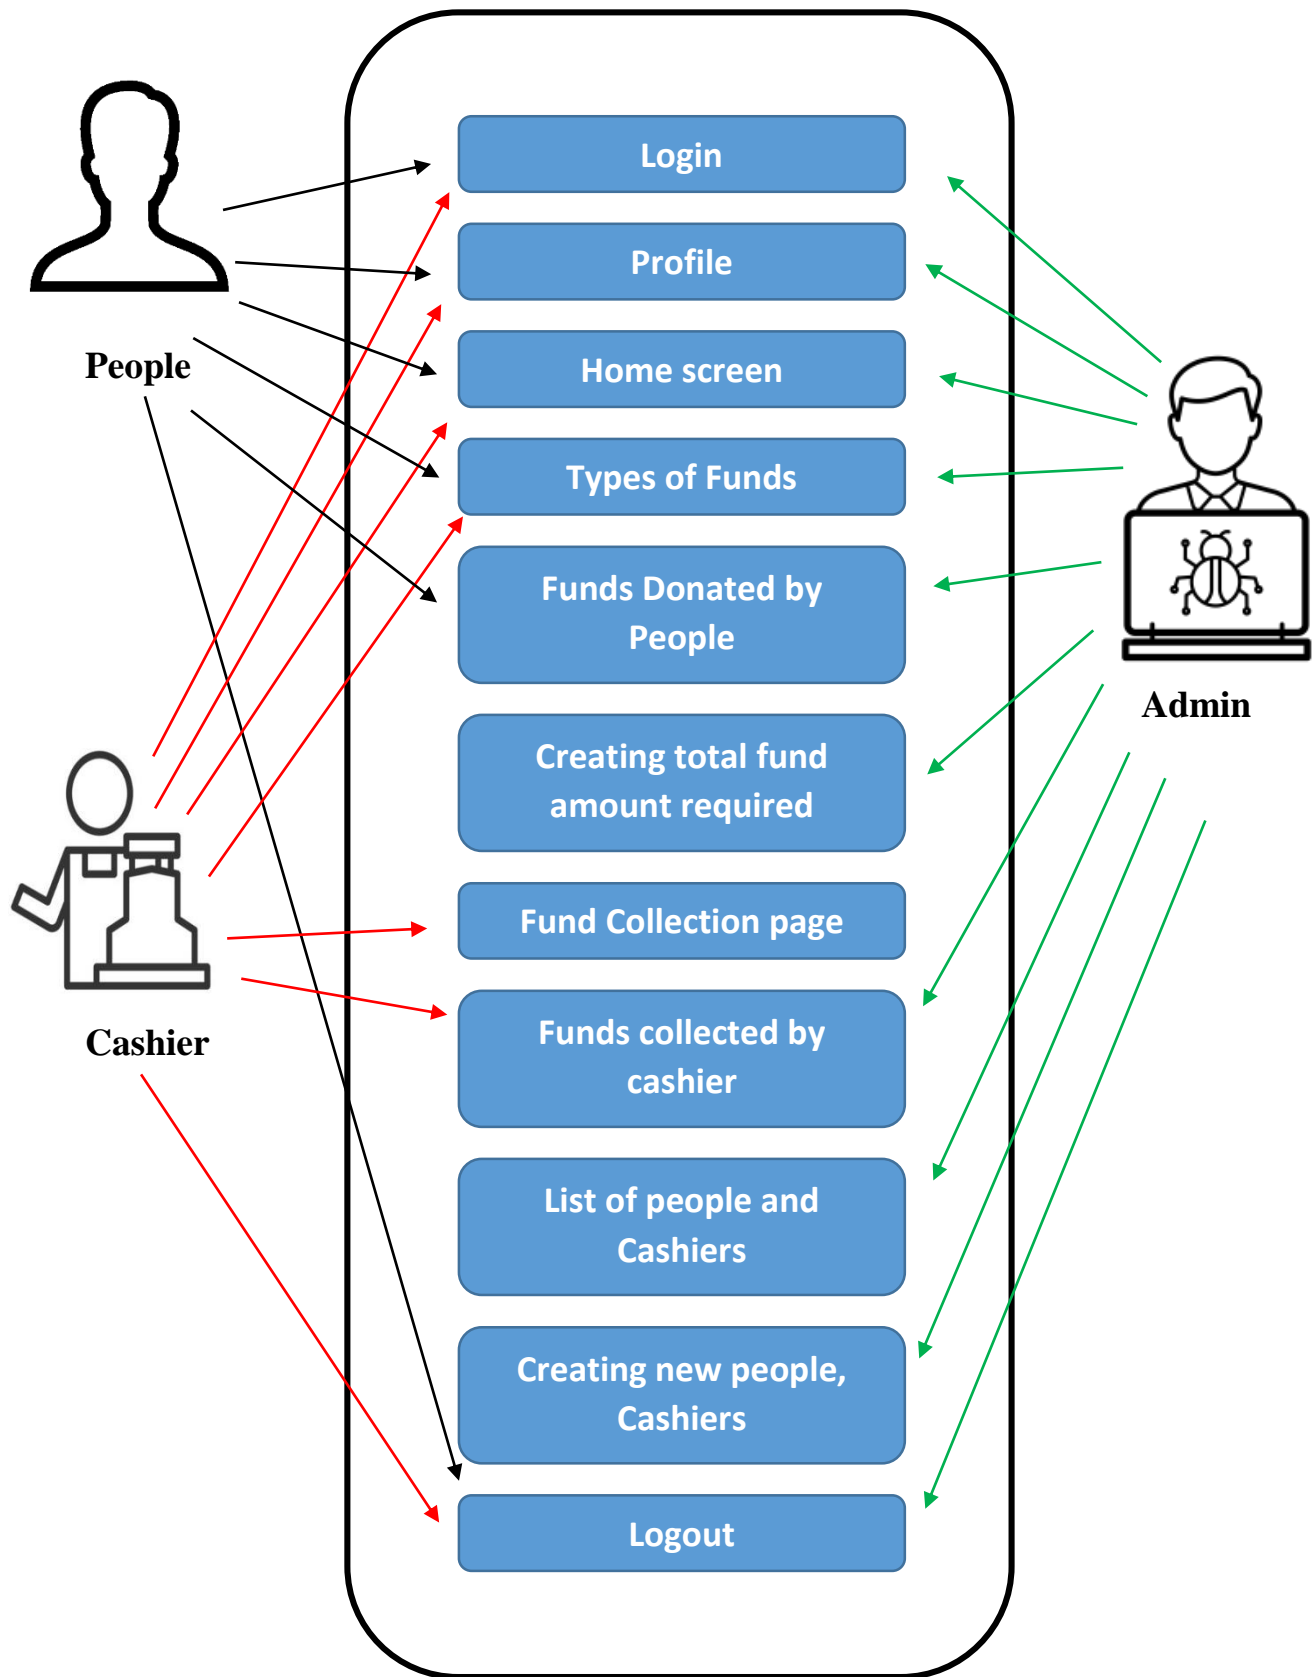 Login
Profile
Home screen
Types of Funds
Funds Donated by
People
Creating total fund
amount required
Fund Collection page
Funds collected by
cashier
List of people and
Cashiers
Creating new people,
Cashiers
Logout
People
Cashier
Admin